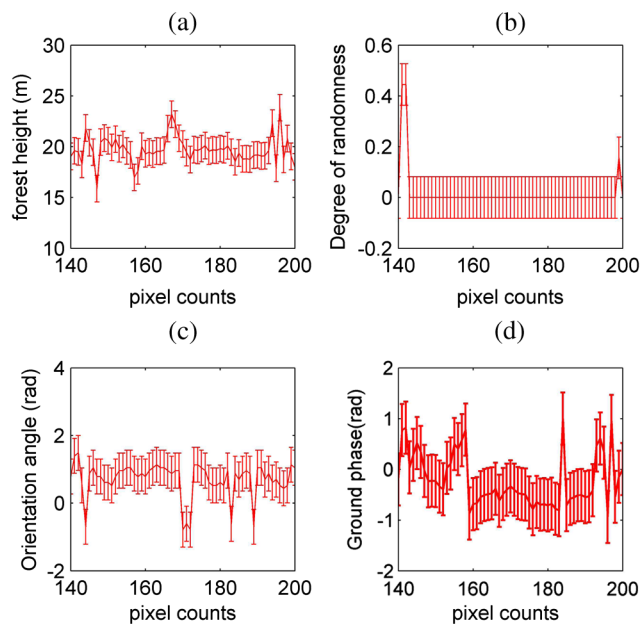 (a)
30
25
20
15
10
forest height (m)
140 160 180 200
pixel counts
(b)
0.6
0.4
0.2
0
-0.2
Degree of randomness
140 160 180 200
pixel counts
(c)
4
2
0
-2
Orientation angle (rad)
140 160 180 200
pixel counts
(d)
2
1
0
-1
-2
Ground phase(rad)
140 160 180 200
pixel counts